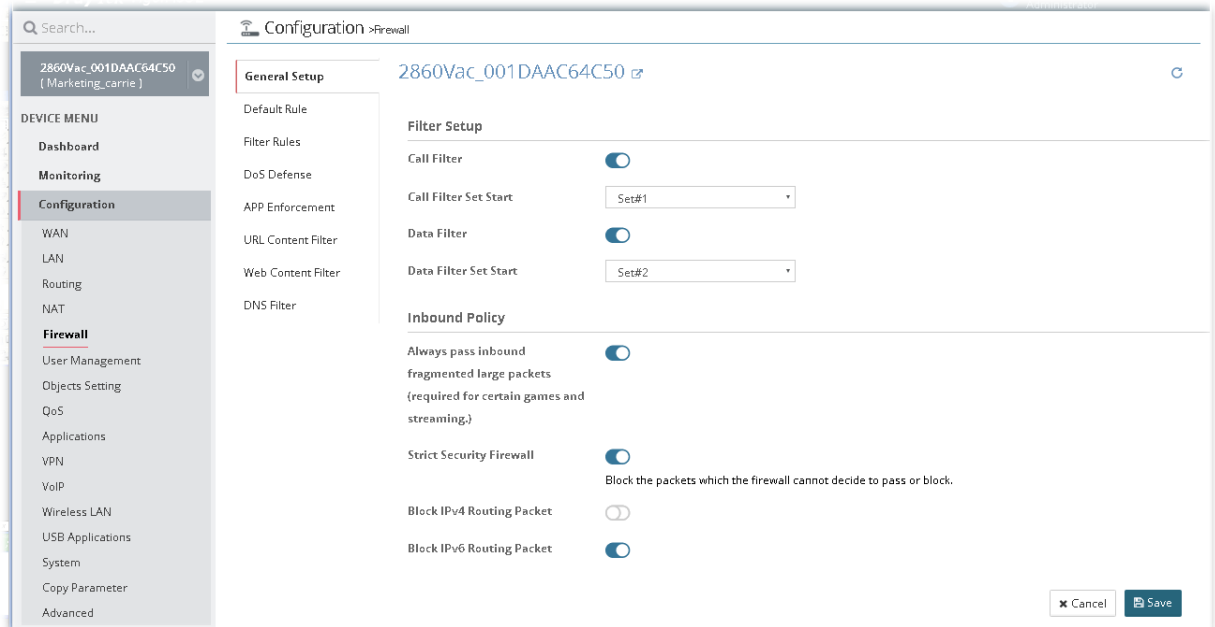 Administrator
Search...
Configuration >Firewall
2860Vac_001DAAC64C50
[ Marketing_carrie ]
DEVICE MENU
Dashboard
Monitoring
Configuration
WAN
LAN
Routing
NAT
Firewall
User Management
Objects Setting
QoS
Applications
VPN
VoIP
Wireless LAN
USB Applications
System
Copy Parameter
Advanced
General Setup
Default Rule
Filter Rules
DoS Defense
APP Enforcement
URL Content Filter
Web Content Filter
DNS Filter
2860Vac_001DAAC64C50
Filter Setup
Call Filter
Call Filter Set Start
Set#1
Data Filter
Data Filter Set Start
Set#2
Inbound Policy
Always pass inbound
fragmented large packets
(required for certain games and
streaming.)
Strict Security Firewall
Block the packets which the firewall cannot decide to pass or block.
Block IPv4 Routing Packet
Block IPv6 Routing Packet
Cancel
Save